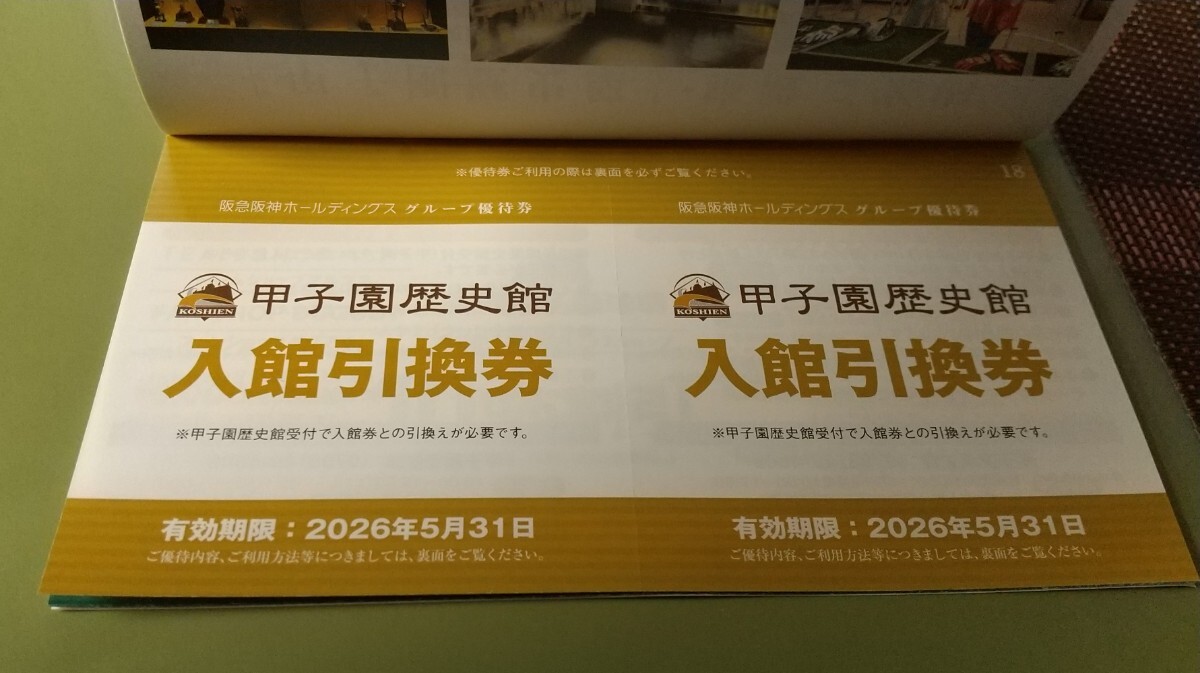 ※優待券ご利用の際は裏面を必ずご覧ください。
18
阪急阪神ホールディングス グループ優待券
KOSHIEN
甲子園歴史館
入館引換券
※甲子園歴史館受付で入館券との引換えが必要です。
有効期限：2026年5月31日
ご優待内容、ご利用方法等につきましては、裏面をご覧ください。
阪急阪神ホールディングス グループ優待券
KOSHIEN
甲子園歴史館
入館引換券
※甲子園歴史館受付で入館券との引換えが必要です。
有効期限：2026年5月31日
ご優待内容、ご利用方法等につきましては、裏面をご覧ください。